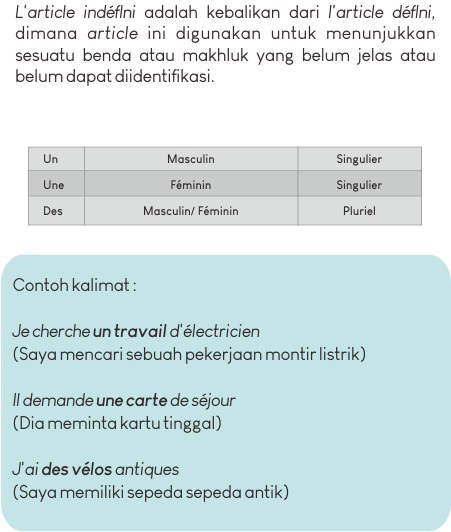 L'article indéfini adalah kebalikan dari l'article défini,
dimana article ini digunakan untuk menunjukkan
sesuatu benda atau makhluk yang belum jelas atau
belum dapat diidentifikasi.
Un Masculin Singulier
Une Féminin Singulier
Des Masculin/ Féminin Pluriel
Contoh kalimat :
Je cherche un travail d'électricien
(Saya mencari sebuah pekerjaan montir listrik)
Il demande une carte de séjour
(Dia meminta kartu tinggal)
J'ai des vélos antiques
(Saya memiliki sepeda sepeda antik)